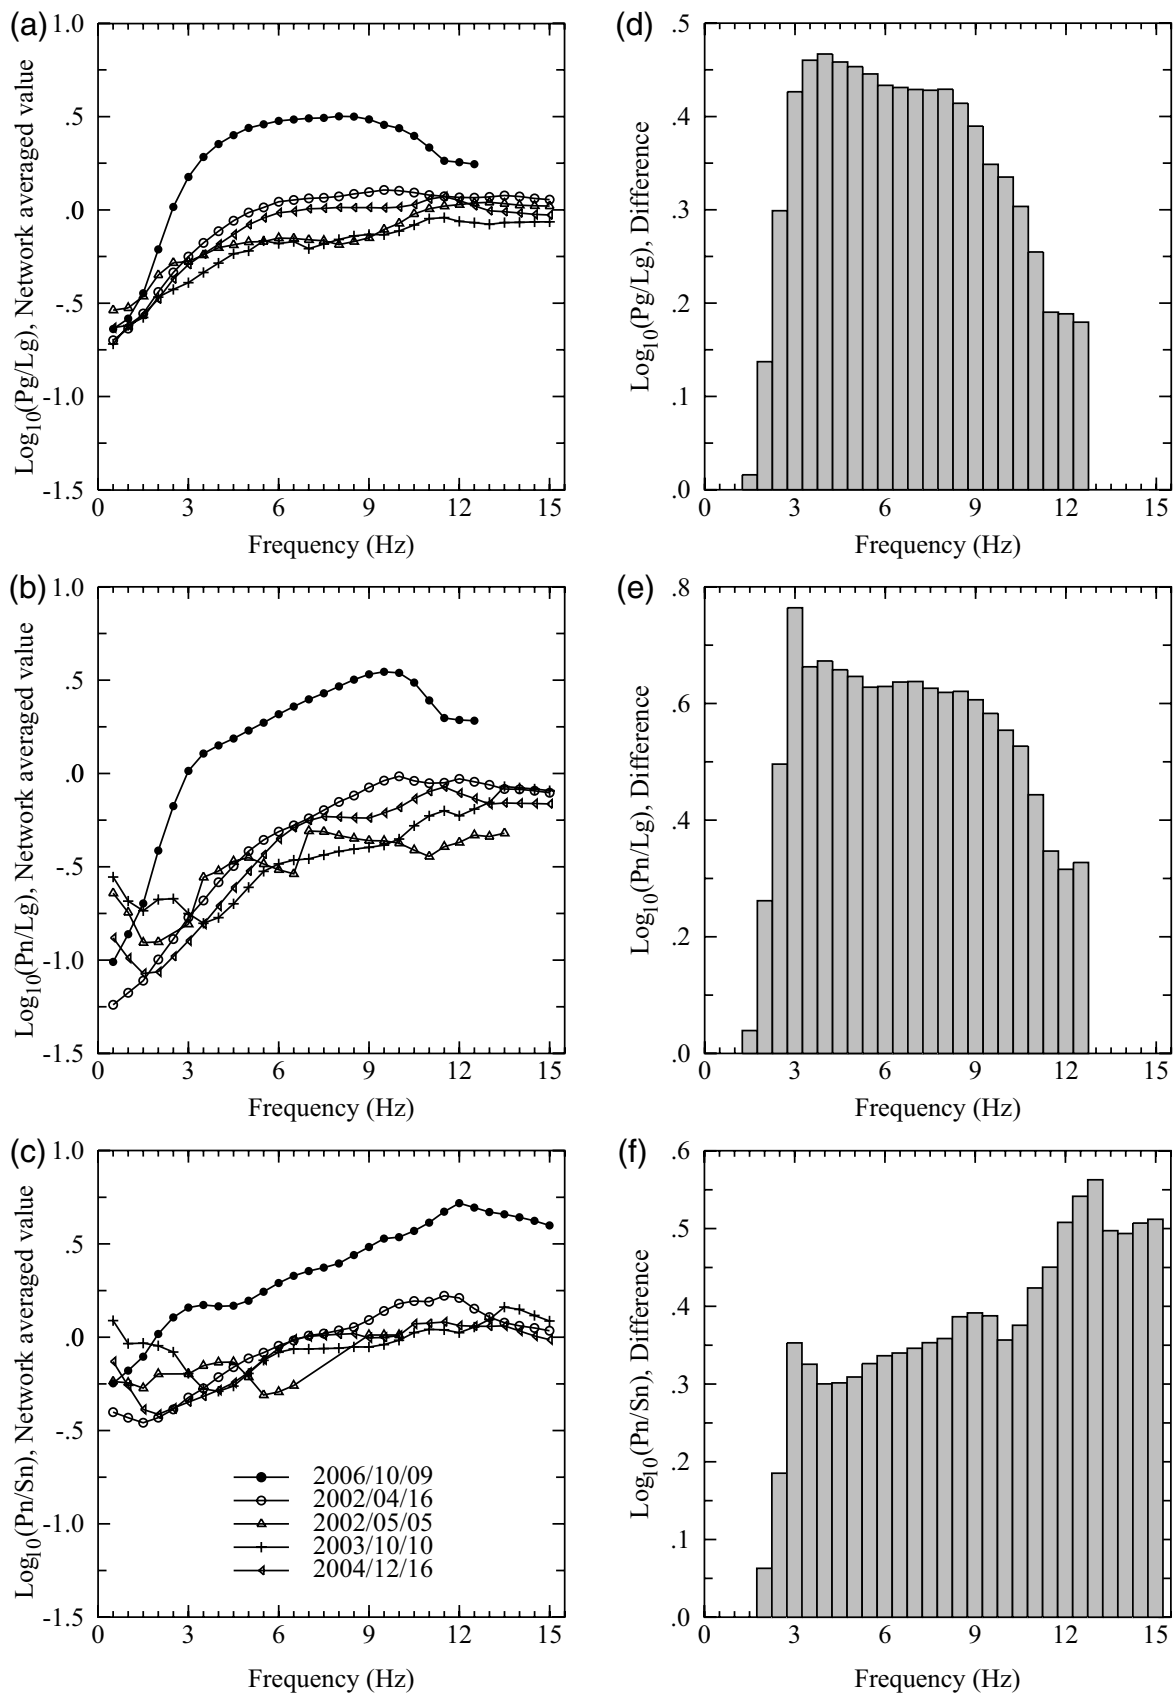 (a)
1.0
.5
.0
-.5
-1.0
-1.5
Log10(Pg/Lg), Network averaged value
0 3 6 9 12 15
Frequency (Hz)
(d)
.5
.4
.3
.2
.1
.0
Log10(Pg/Lg), Difference
0 3 6 9 12 15
Frequency (Hz)
(b)
1.0
.5
.0
-.5
-1.0
-1.5
Log10(Pn/Lg), Network averaged value
0 3 6 9 12 15
Frequency (Hz)
(e)
.8
.6
.4
.2
.0
Log10(Pn/Lg), Difference
0 3 6 9 12 15
Frequency (Hz)
(c)
1.0
.5
.0
-.5
-1.0
-1.5
Log10(Pn/Sn), Network averaged value
2006/10/09
2002/04/16
2002/05/05
2003/10/10
2004/12/16
0 3 6 9 12 15
Frequency (Hz)
(f)
.6
.5
.4
.3
.2
.1
.0
Log10(Pn/Sn), Difference
0 3 6 9 12 15
Frequency (Hz)